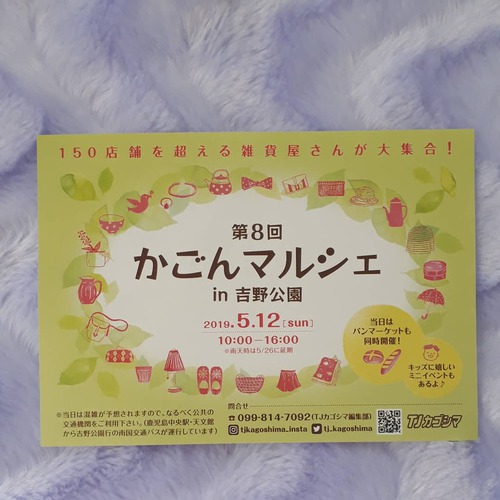 150店舗を超える雑貨屋さんが大集合!
第8回
かごんマルシェ
in 吉野公園
2019.5.12[sun]
10:00-16:00
※雨天時は5/26に延期
当日は
パンマーケットも
同時開催!
キッズに嬉しい
ミニイベントも
あるよ♪
※当日は混雑が予想されますので、なるべく公共の
交通機関をご利用下さい。(鹿児島中央駅・天文館
から吉野公園行の南国交通バスが運行しています)
問合せ
☎099-814-7092(TJカゴシマ編集部)
tjkagoshima_insta
tj_kagoshima
TJカゴシマ